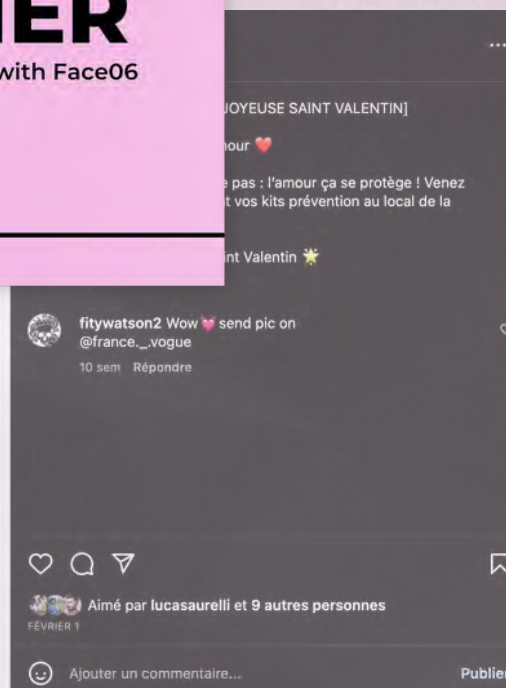 IER
with Face06
JOYEUSE SAINT VALENTIN]
our ❤️
pas : l'amour ça se protège ! Venez
t vos kits prévention au local de la
int Valentin 🌟
fitywatson2 Wow 💓 send pic on
@france._.vogue
10 sem Répondre
Aimé par lucasaurelli et 9 autres personnes
FÉVRIER 1
Ajouter un commentaire...
Publier